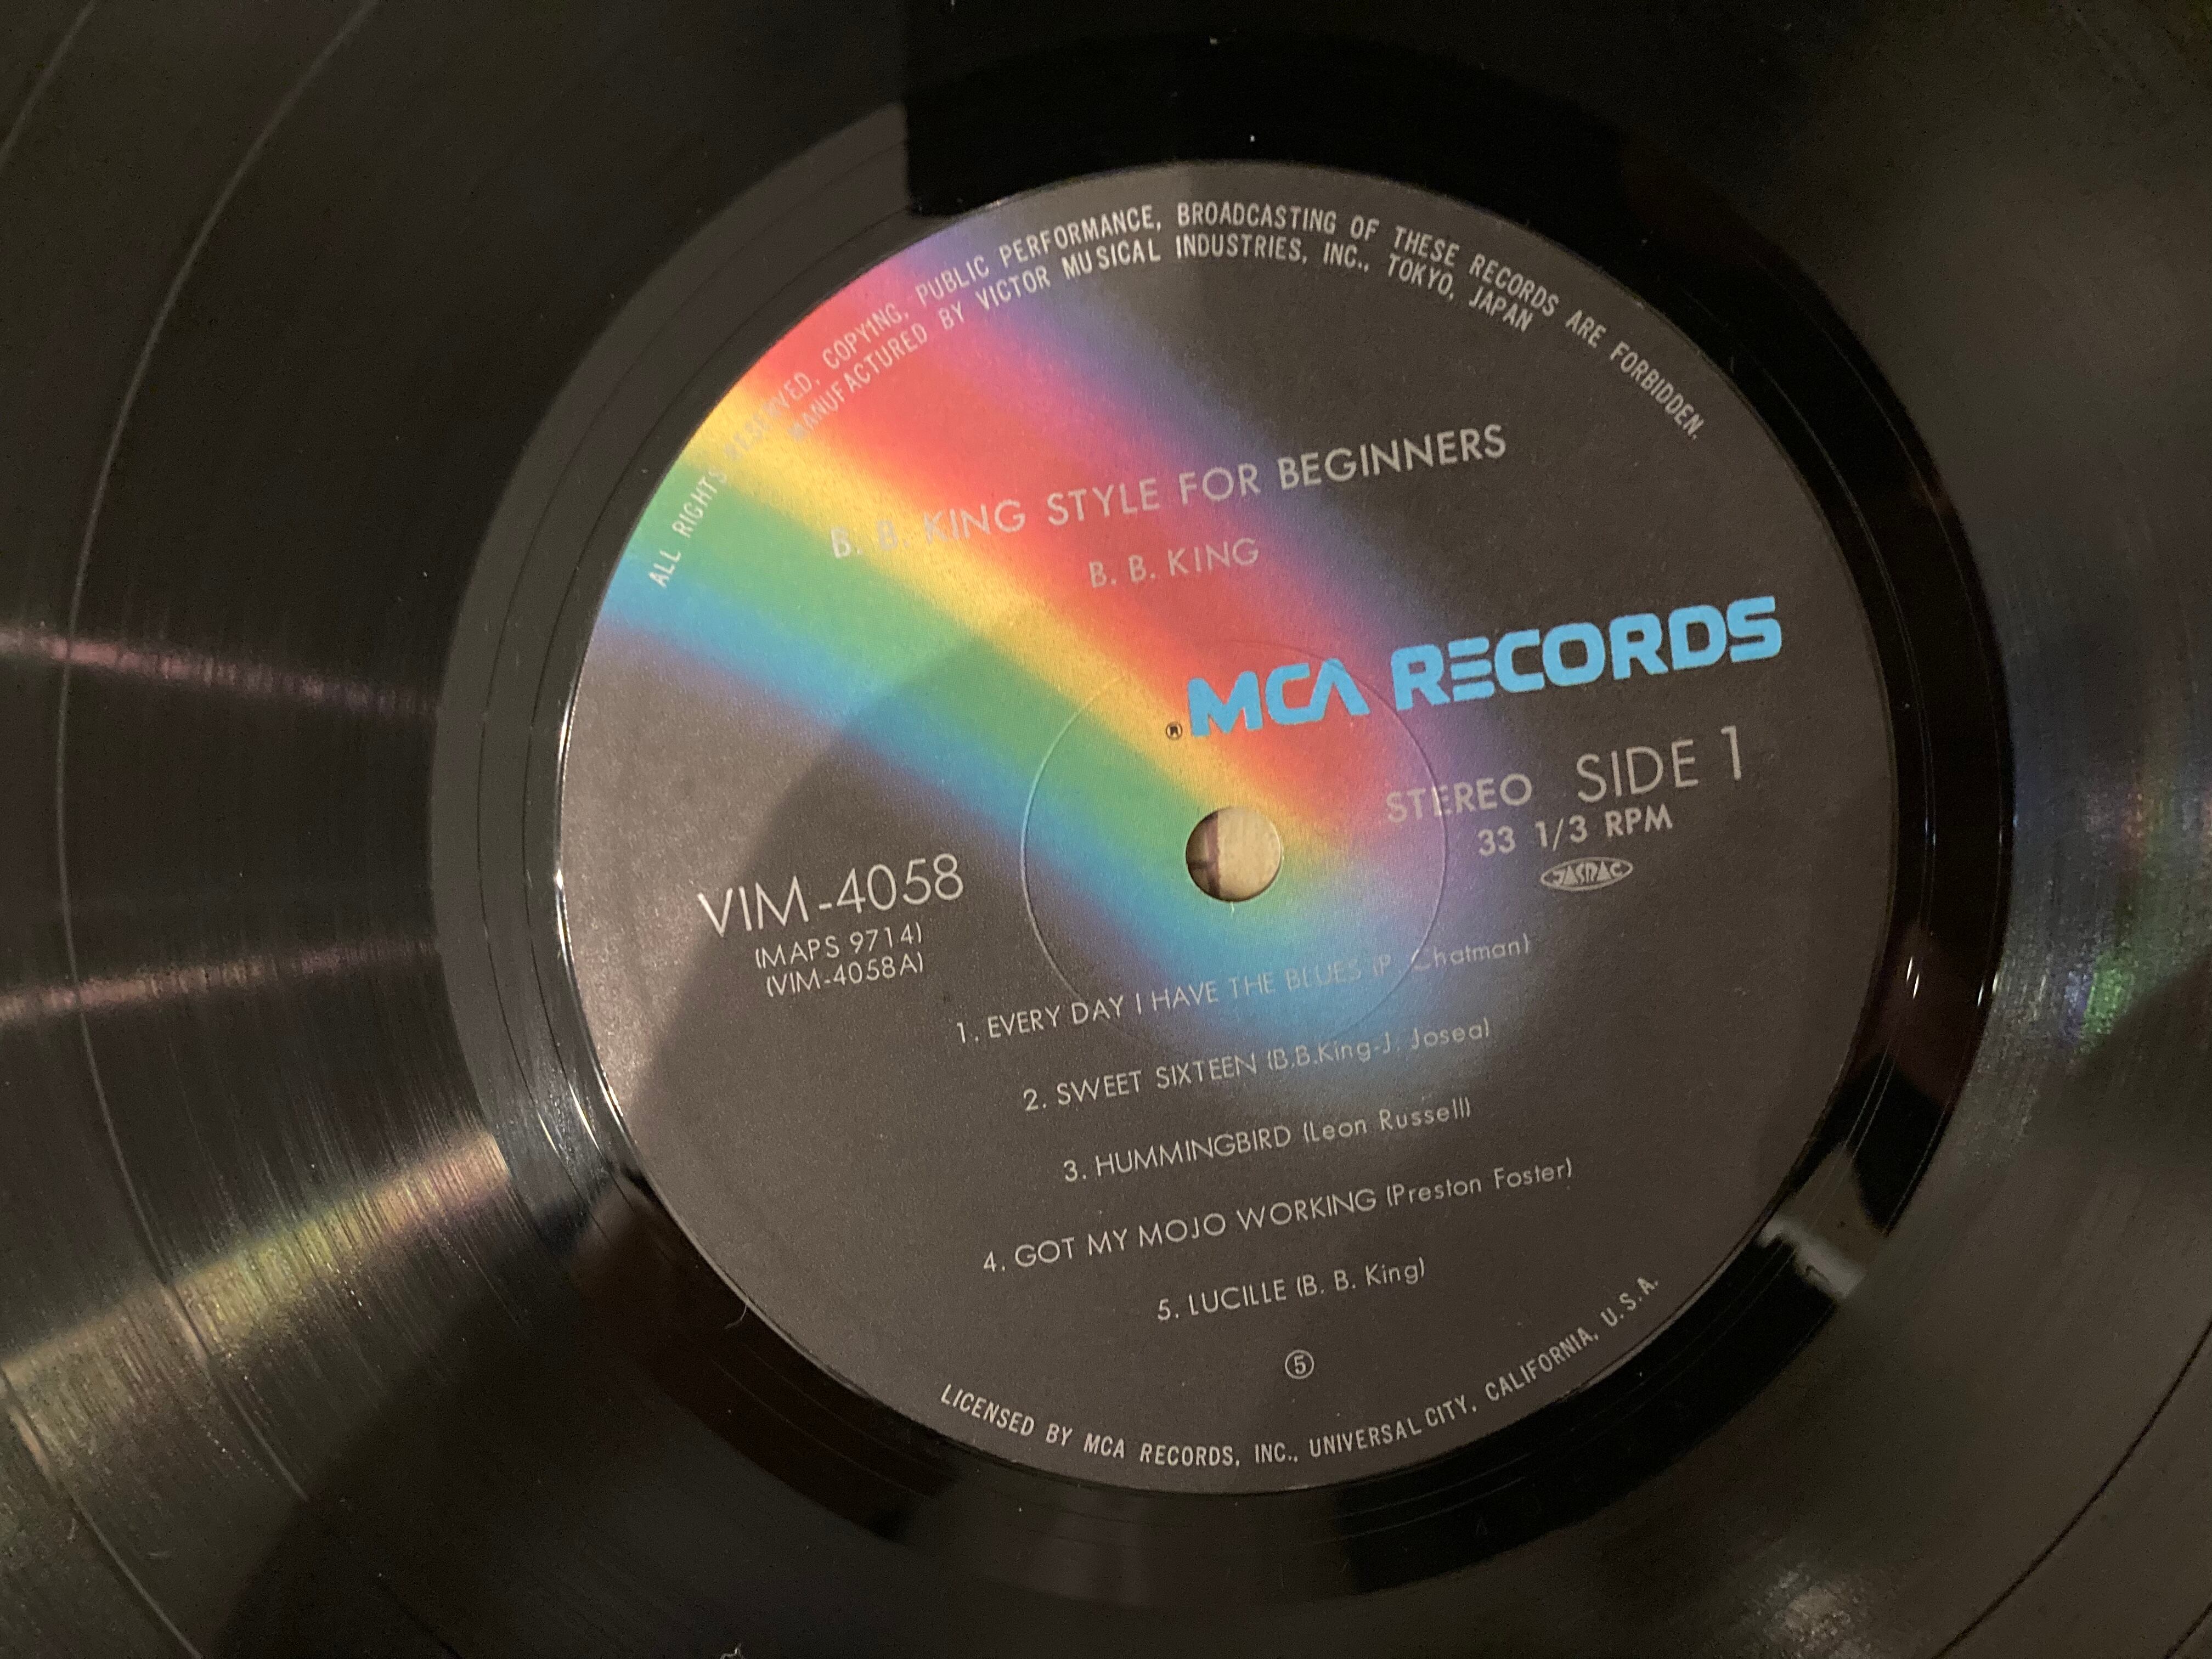 ALL RIGHTS RESERVED. COPYING, PUBLIC PERFORMANCE, BROADCASTING OF THESE RECORDS ARE FORBIDDEN.
MANUFACTURED BY VICTOR MUSICAL INDUSTRIES, INC., TOKYO, JAPAN
B. B. KING STYLE FOR BEGINNERS
B. B. KING
® MCA RECORDS
STEREO SIDE 1
33 1/3 RPM
JASRAC
VIM-4058
(MAPS 9714)
(VIM-4058A)
1. EVERY DAY I HAVE THE BLUES (P. Chatman)
2. SWEET SIXTEEN (B.B.King-J. Josea)
3. HUMMINGBIRD (Leon Russell)
4. GOT MY MOJO WORKING (Preston Foster)
5. LUCILLE (B. B. King)
⑤
LICENSED BY MCA RECORDS, INC., UNIVERSAL CITY, CALIFORNIA, U.S.A.